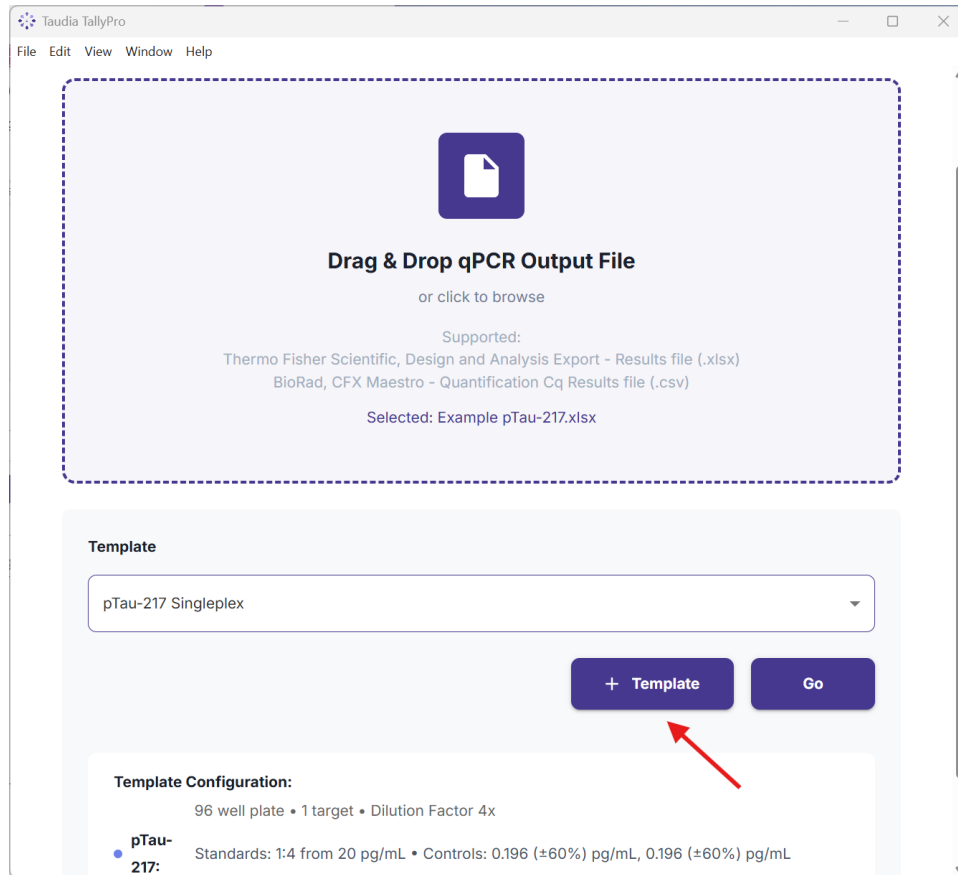 Taudia TallyPro
File Edit View Window Help
Drag & Drop qPCR Output File
or click to browse
Supported:
Thermo Fisher Scientific, Design and Analysis Export - Results file (.xlsx)
BioRad, CFX Maestro - Quantification Cq Results file (.csv)
Selected: Example pTau-217.xlsx
Template
pTau-217 Singleplex
+ Template Go
Template Configuration:
96 well plate • 1 target • Dilution Factor 4x
• pTau-217: Standards: 1:4 from 20 pg/mL • Controls: 0.196 (±60%) pg/mL, 0.196 (±60%) pg/mL